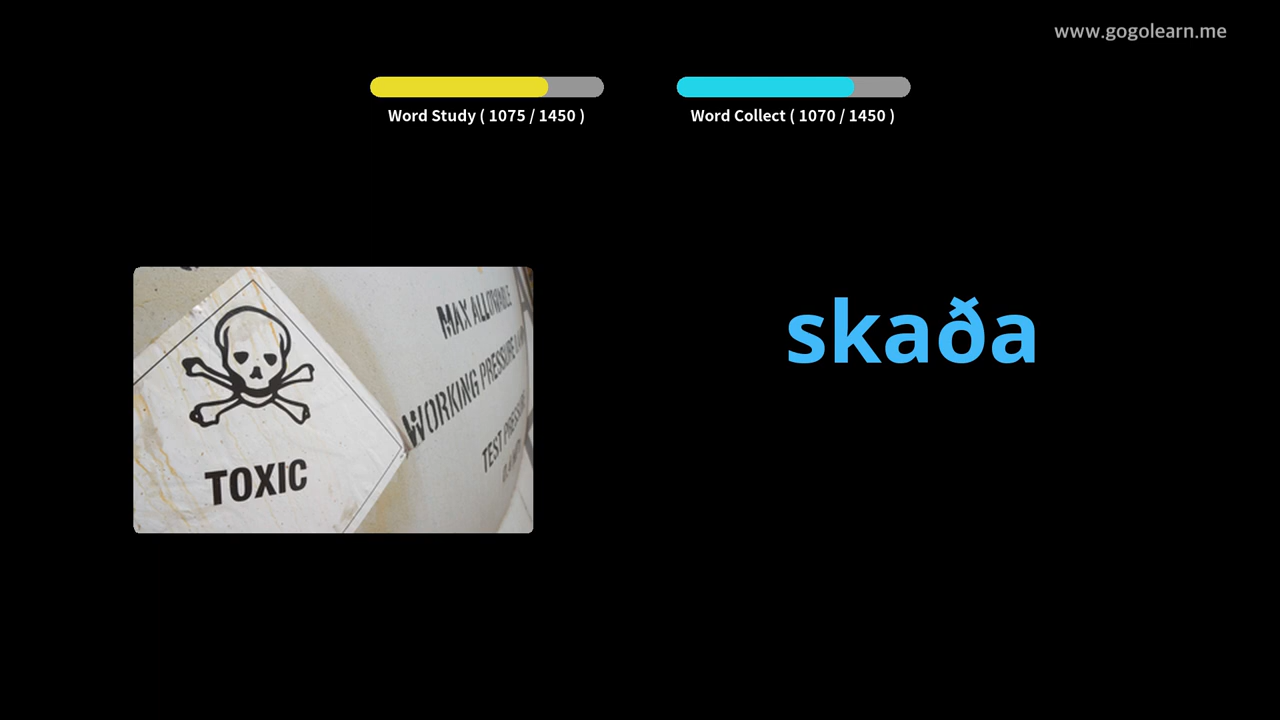 www.gogolearn.me
Word Study ( 1075 / 1450 )
Word Collect ( 1070 / 1450 )
skaða
MAX ALLOWABLE
WORKING PRESSURE
TEST PRESSURE
TOXIC